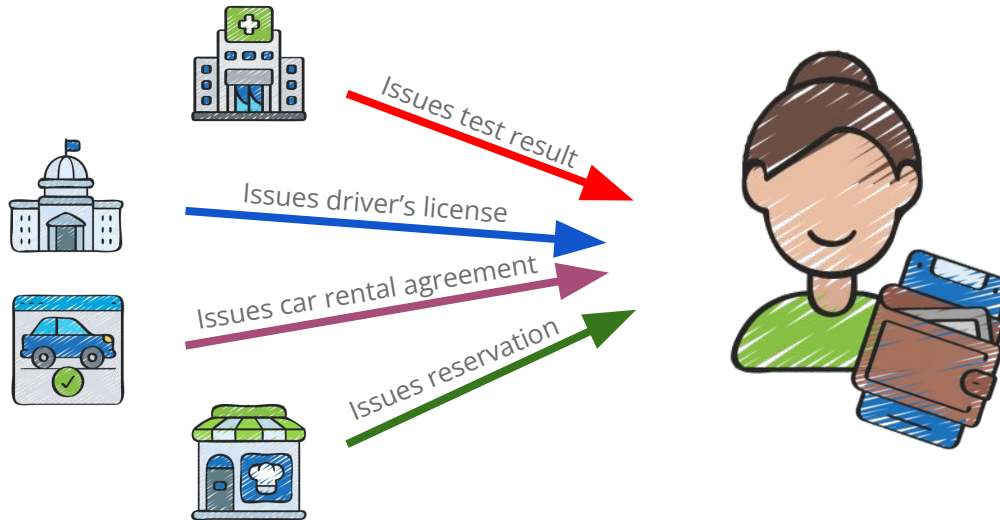 Issues test result
Issues driver’s license
Issues car rental agreement
Issues reservation